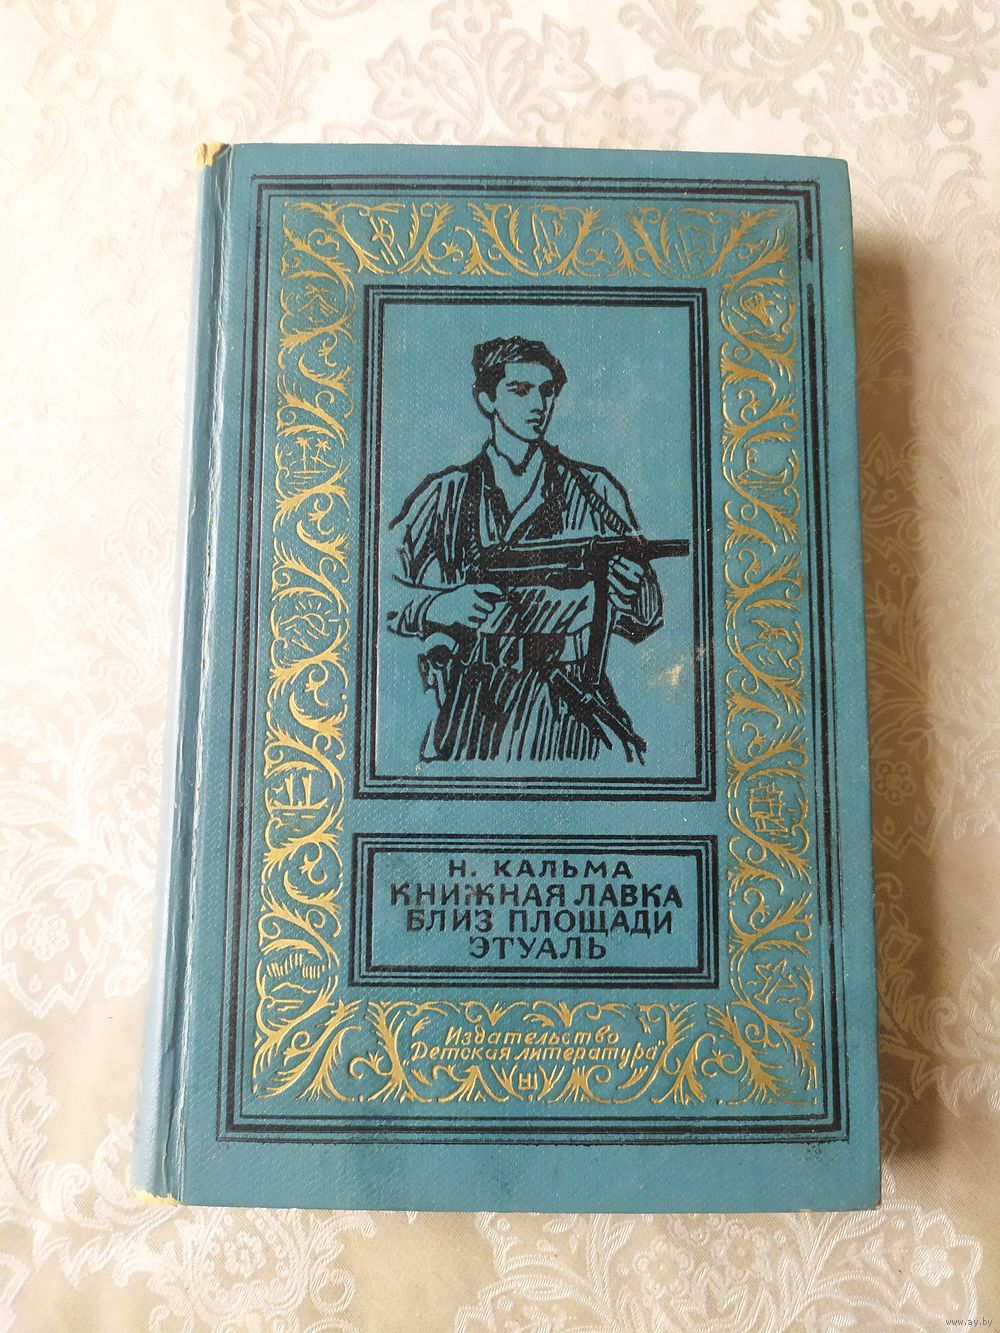 Н. КАЛЬМА
КНИЖНАЯ ЛАВКА
БЛИЗ ПЛОЩАДИ
ЭТУАЛЬ
Издательство
„Детская литература"
www.ay.by